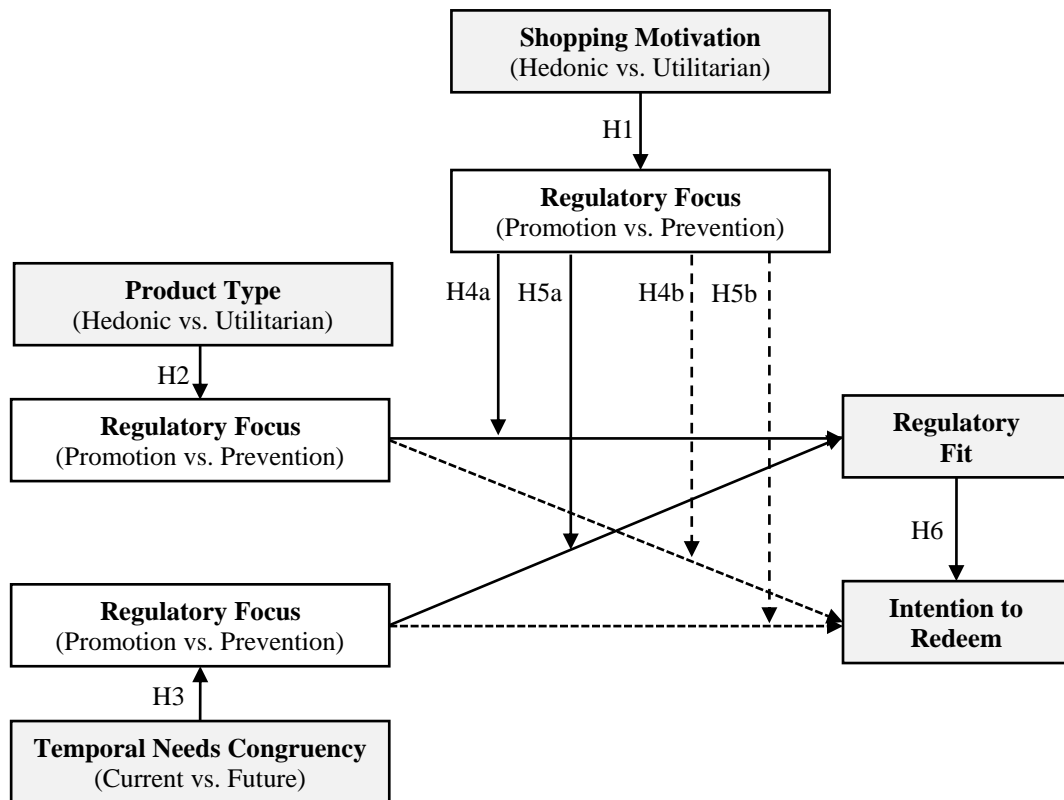 Shopping Motivation
(Hedonic vs. Utilitarian)
H1
Regulatory Focus
(Promotion vs. Prevention)
H4a
H5a
H4b
H5b
Product Type
(Hedonic vs. Utilitarian)
H2
Regulatory Focus
(Promotion vs. Prevention)
Regulatory
Fit
H6
Regulatory Focus
(Promotion vs. Prevention)
Intention to
Redeem
H3
Temporal Needs Congruency
(Current vs. Future)